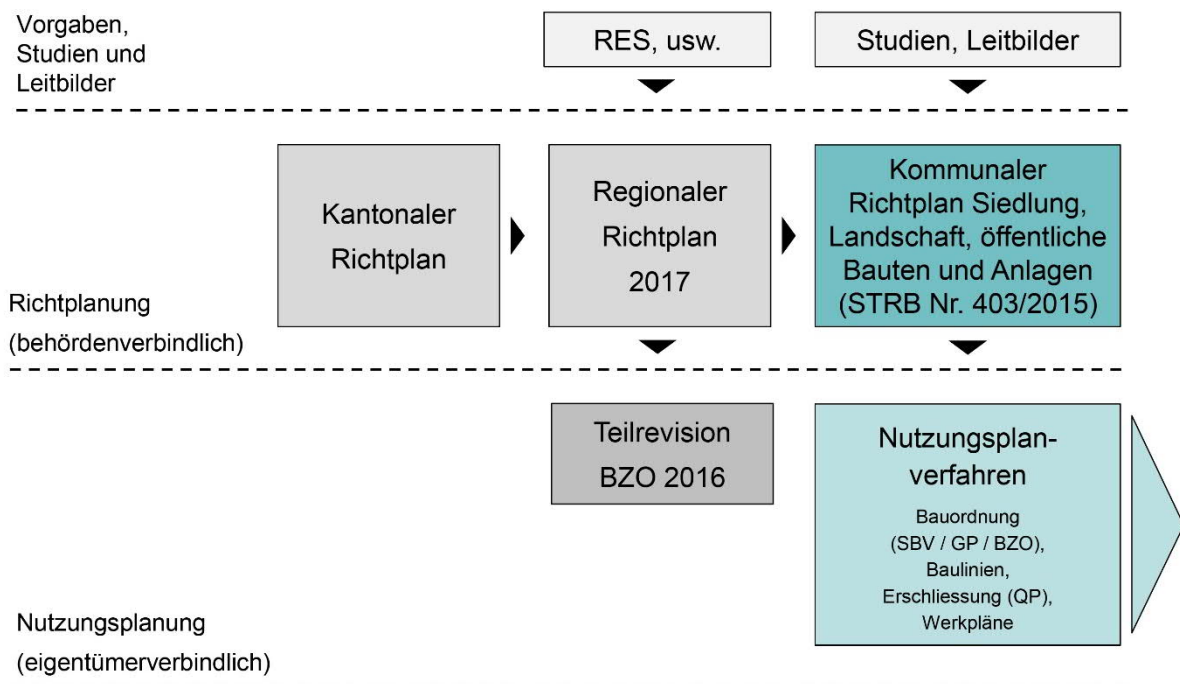 Vorgaben,
Studien und
Leitbilder
RES, usw.
Studien, Leitbilder
Kantonaler
Richtplan
Regionaler
Richtplan
2017
Kommunaler
Richtplan Siedlung,
Landschaft, öffentliche
Bauten und Anlagen
(STRB Nr. 403/2015)
Richtplanung
(behördenverbindlich)
Teilrevision
BZO 2016
Nutzungsplan-
verfahren
Bauordnung
(SBV / GP / BZO),
Baulinien,
Erschliessung (QP),
Werkpläne
Nutzungsplanung
(eigentümerverbindlich)